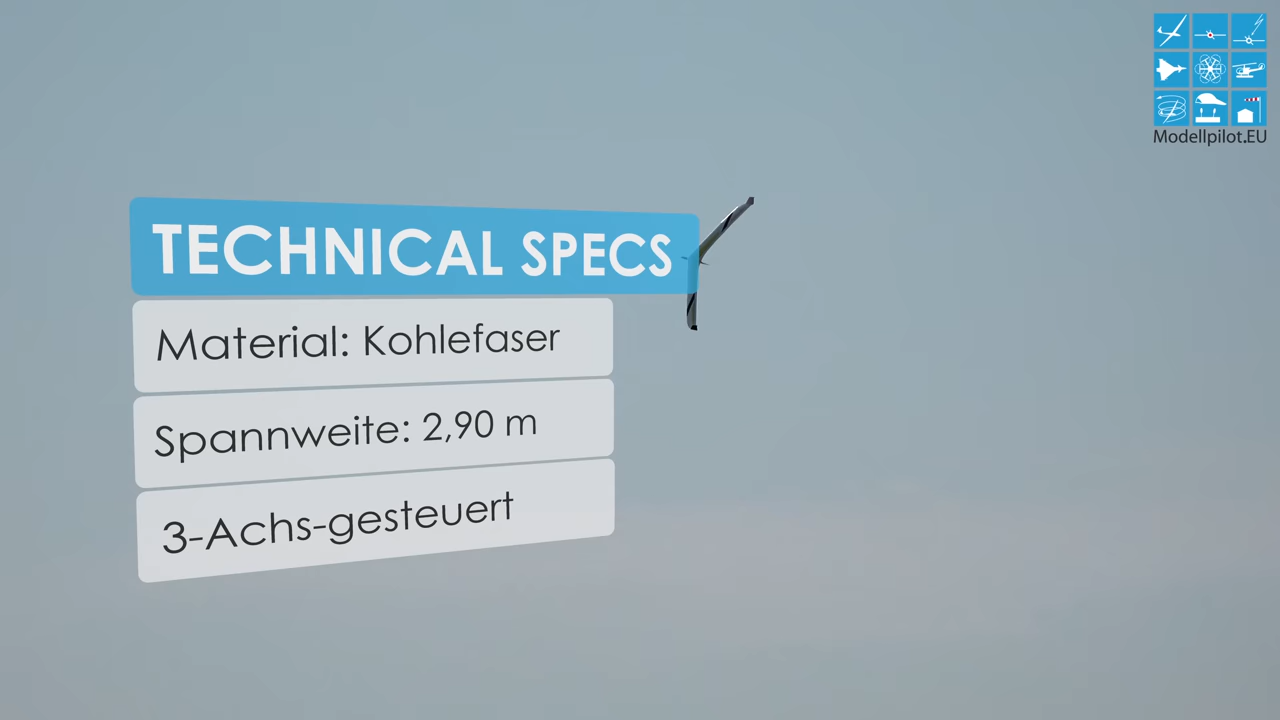 Modellpilot.EU
TECHNICAL SPECS
Material: Kohlefaser
Spannweite: 2,90 m
3-Achs-gesteuert